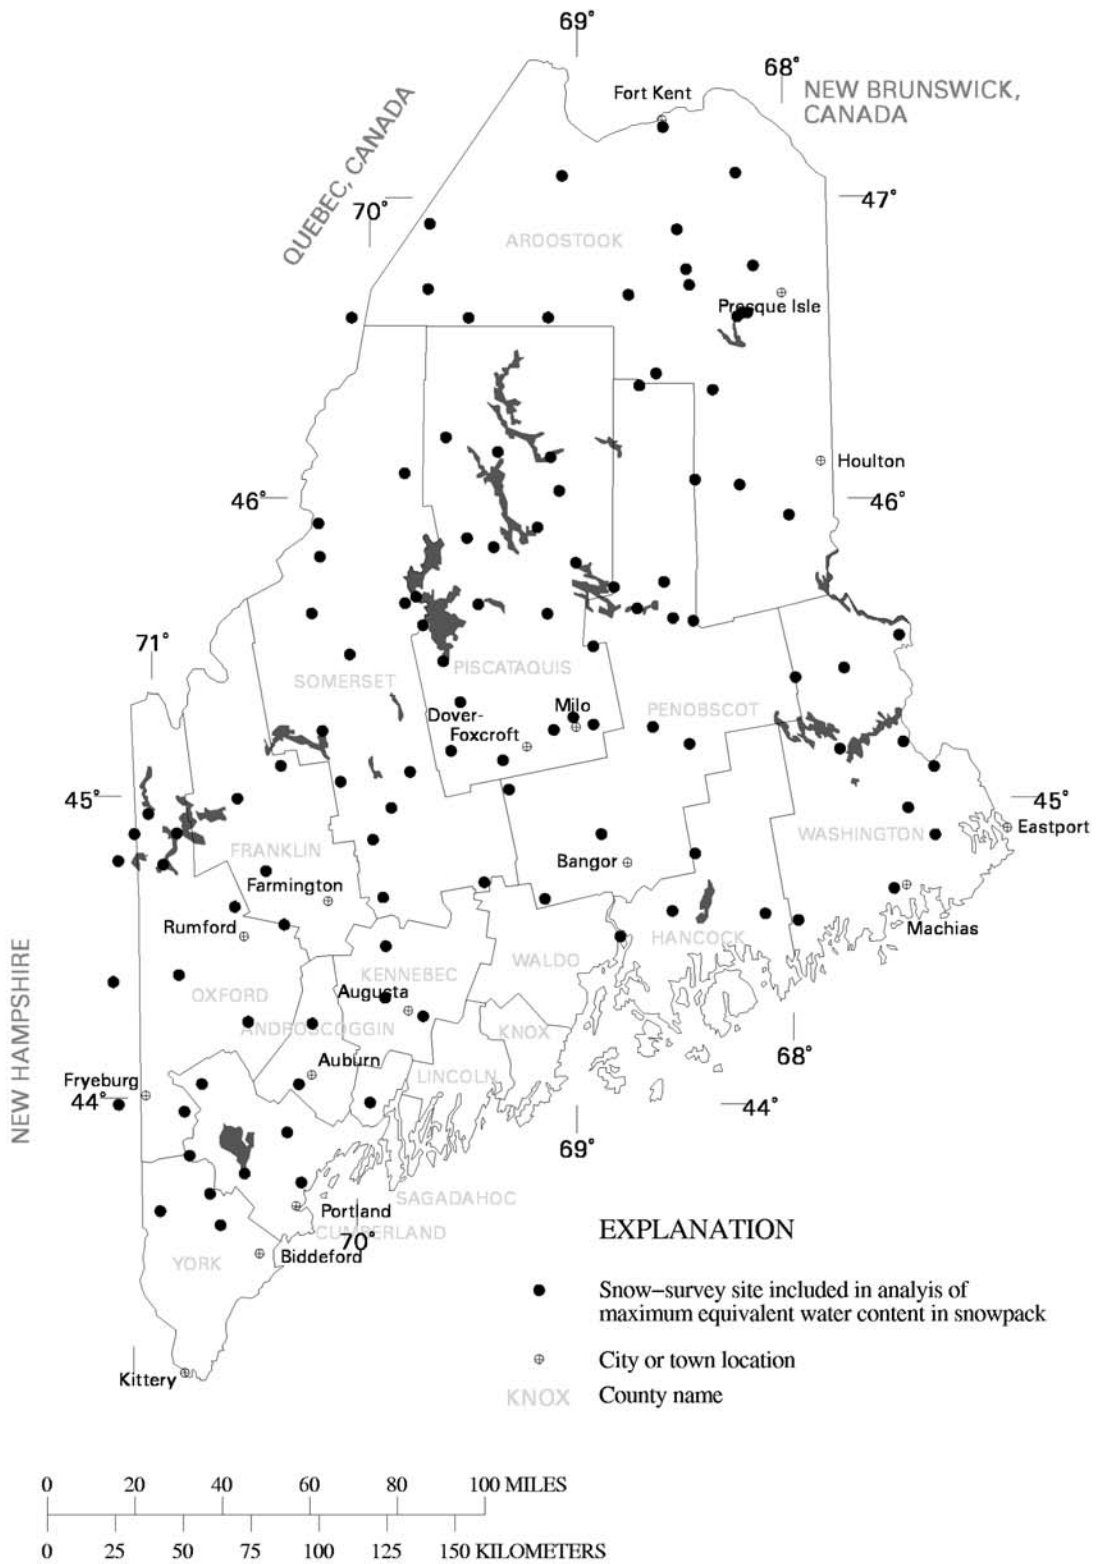 69°
68°
Fort Kent
NEW BRUNSWICK,
CANADA
QUEBEC, CANADA
70°
47°
AROOSTOOK
Presque Isle
Houlton
46°
46°
71°
PISCATAQUIS
SOMERSET
Milo
PENOBSCOT
Dover-
Foxcroft
45°
45°
Eastport
WASHINGTON
FRANKLIN
Bangor
Farmington
Rumford
Machias
HANCOCK
WALDO
KENNEBEC
OXFORD
Augusta
ANDROSCOGGIN
KNOX
NEW HAMPSHIRE
68°
Auburn
LINCOLN
Fryeburg
44°
44°
69°
SAGADAHOC
Portland
CUMBERLAND
70°
Biddeford
YORK
Kittery
EXPLANATION
Snow-survey site included in analyis of
maximum equivalent water content in snowpack
City or town location
KNOX County name
0 20 40 60 80 100 MILES
0 25 50 75 100 125 150 KILOMETERS